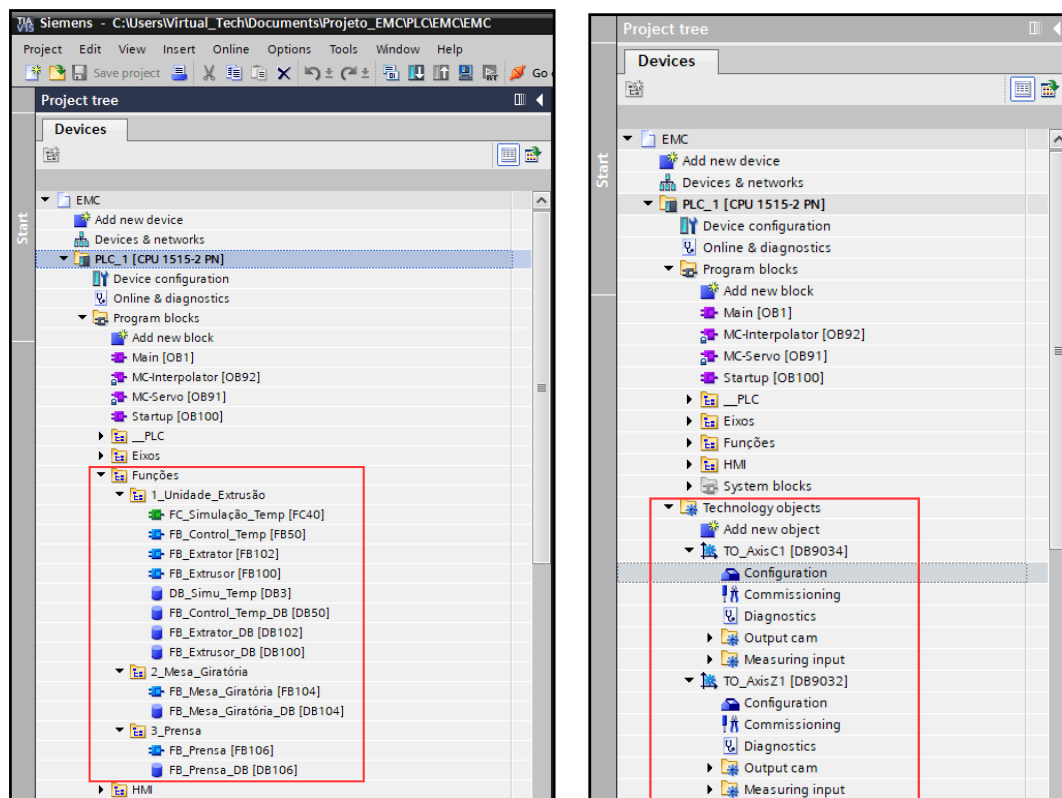 Siemens - C:\Users\Virtual_Tech\Documents\Projeto_EMC\PLC\EMC\EMC
Project Edit View Insert Online Options Tools Window Help
Save project
Project tree
Devices
Start
EMC
Add new device
Devices & networks
PLC_1 [CPU 1515-2 PN]
Device configuration
Online & diagnostics
Program blocks
Add new block
Main [OB1]
MC-Interpolator [OB92]
MC-Servo [OB91]
Startup [OB100]
__PLC
Eixos
Funções
1_Unidade_Extrusão
FC_Simulação_Temp [FC40]
FB_Control_Temp [FB50]
FB_Extrator [FB102]
FB_Extrusor [FB100]
DB_Simu_Temp [DB3]
FB_Control_Temp_DB [DB50]
FB_Extrator_DB [DB102]
FB_Extrusor_DB [DB100]
2_Mesa_Giratória
FB_Mesa_Giratória [FB104]
FB_Mesa_Giratória_DB [DB104]
3_Prensa
FB_Prensa [FB106]
FB_Prensa_DB [DB106]
HMI
Project tree
Devices
Start
EMC
Add new device
Devices & networks
PLC_1 [CPU 1515-2 PN]
Device configuration
Online & diagnostics
Program blocks
Add new block
Main [OB1]
MC-Interpolator [OB92]
MC-Servo [OB91]
Startup [OB100]
__PLC
Eixos
Funções
HMI
System blocks
Technology objects
Add new object
TO_AxisC1 [DB9034]
Configuration
Commissioning
Diagnostics
Output cam
Measuring input
TO_AxisZ1 [DB9032]
Configuration
Commissioning
Diagnostics
Output cam
Measuring input